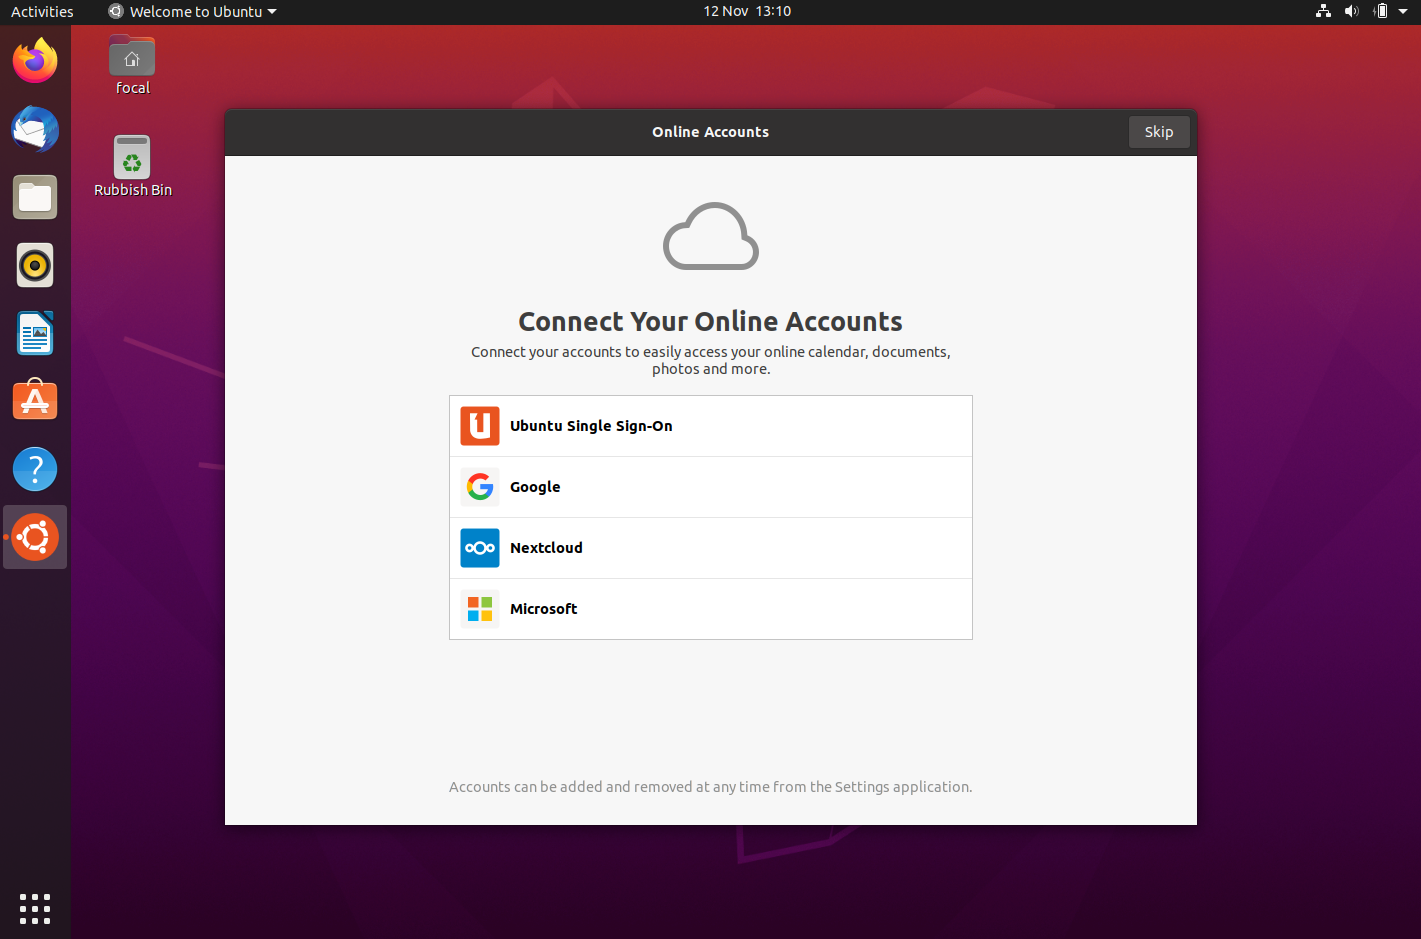 Activities
Welcome to Ubuntu
12 Nov 13:10
focal
Rubbish Bin
Online Accounts
Skip
Connect Your Online Accounts
Connect your accounts to easily access your online calendar, documents,
photos and more.
Ubuntu Single Sign-On
Google
Nextcloud
Microsoft
Accounts can be added and removed at any time from the Settings application.